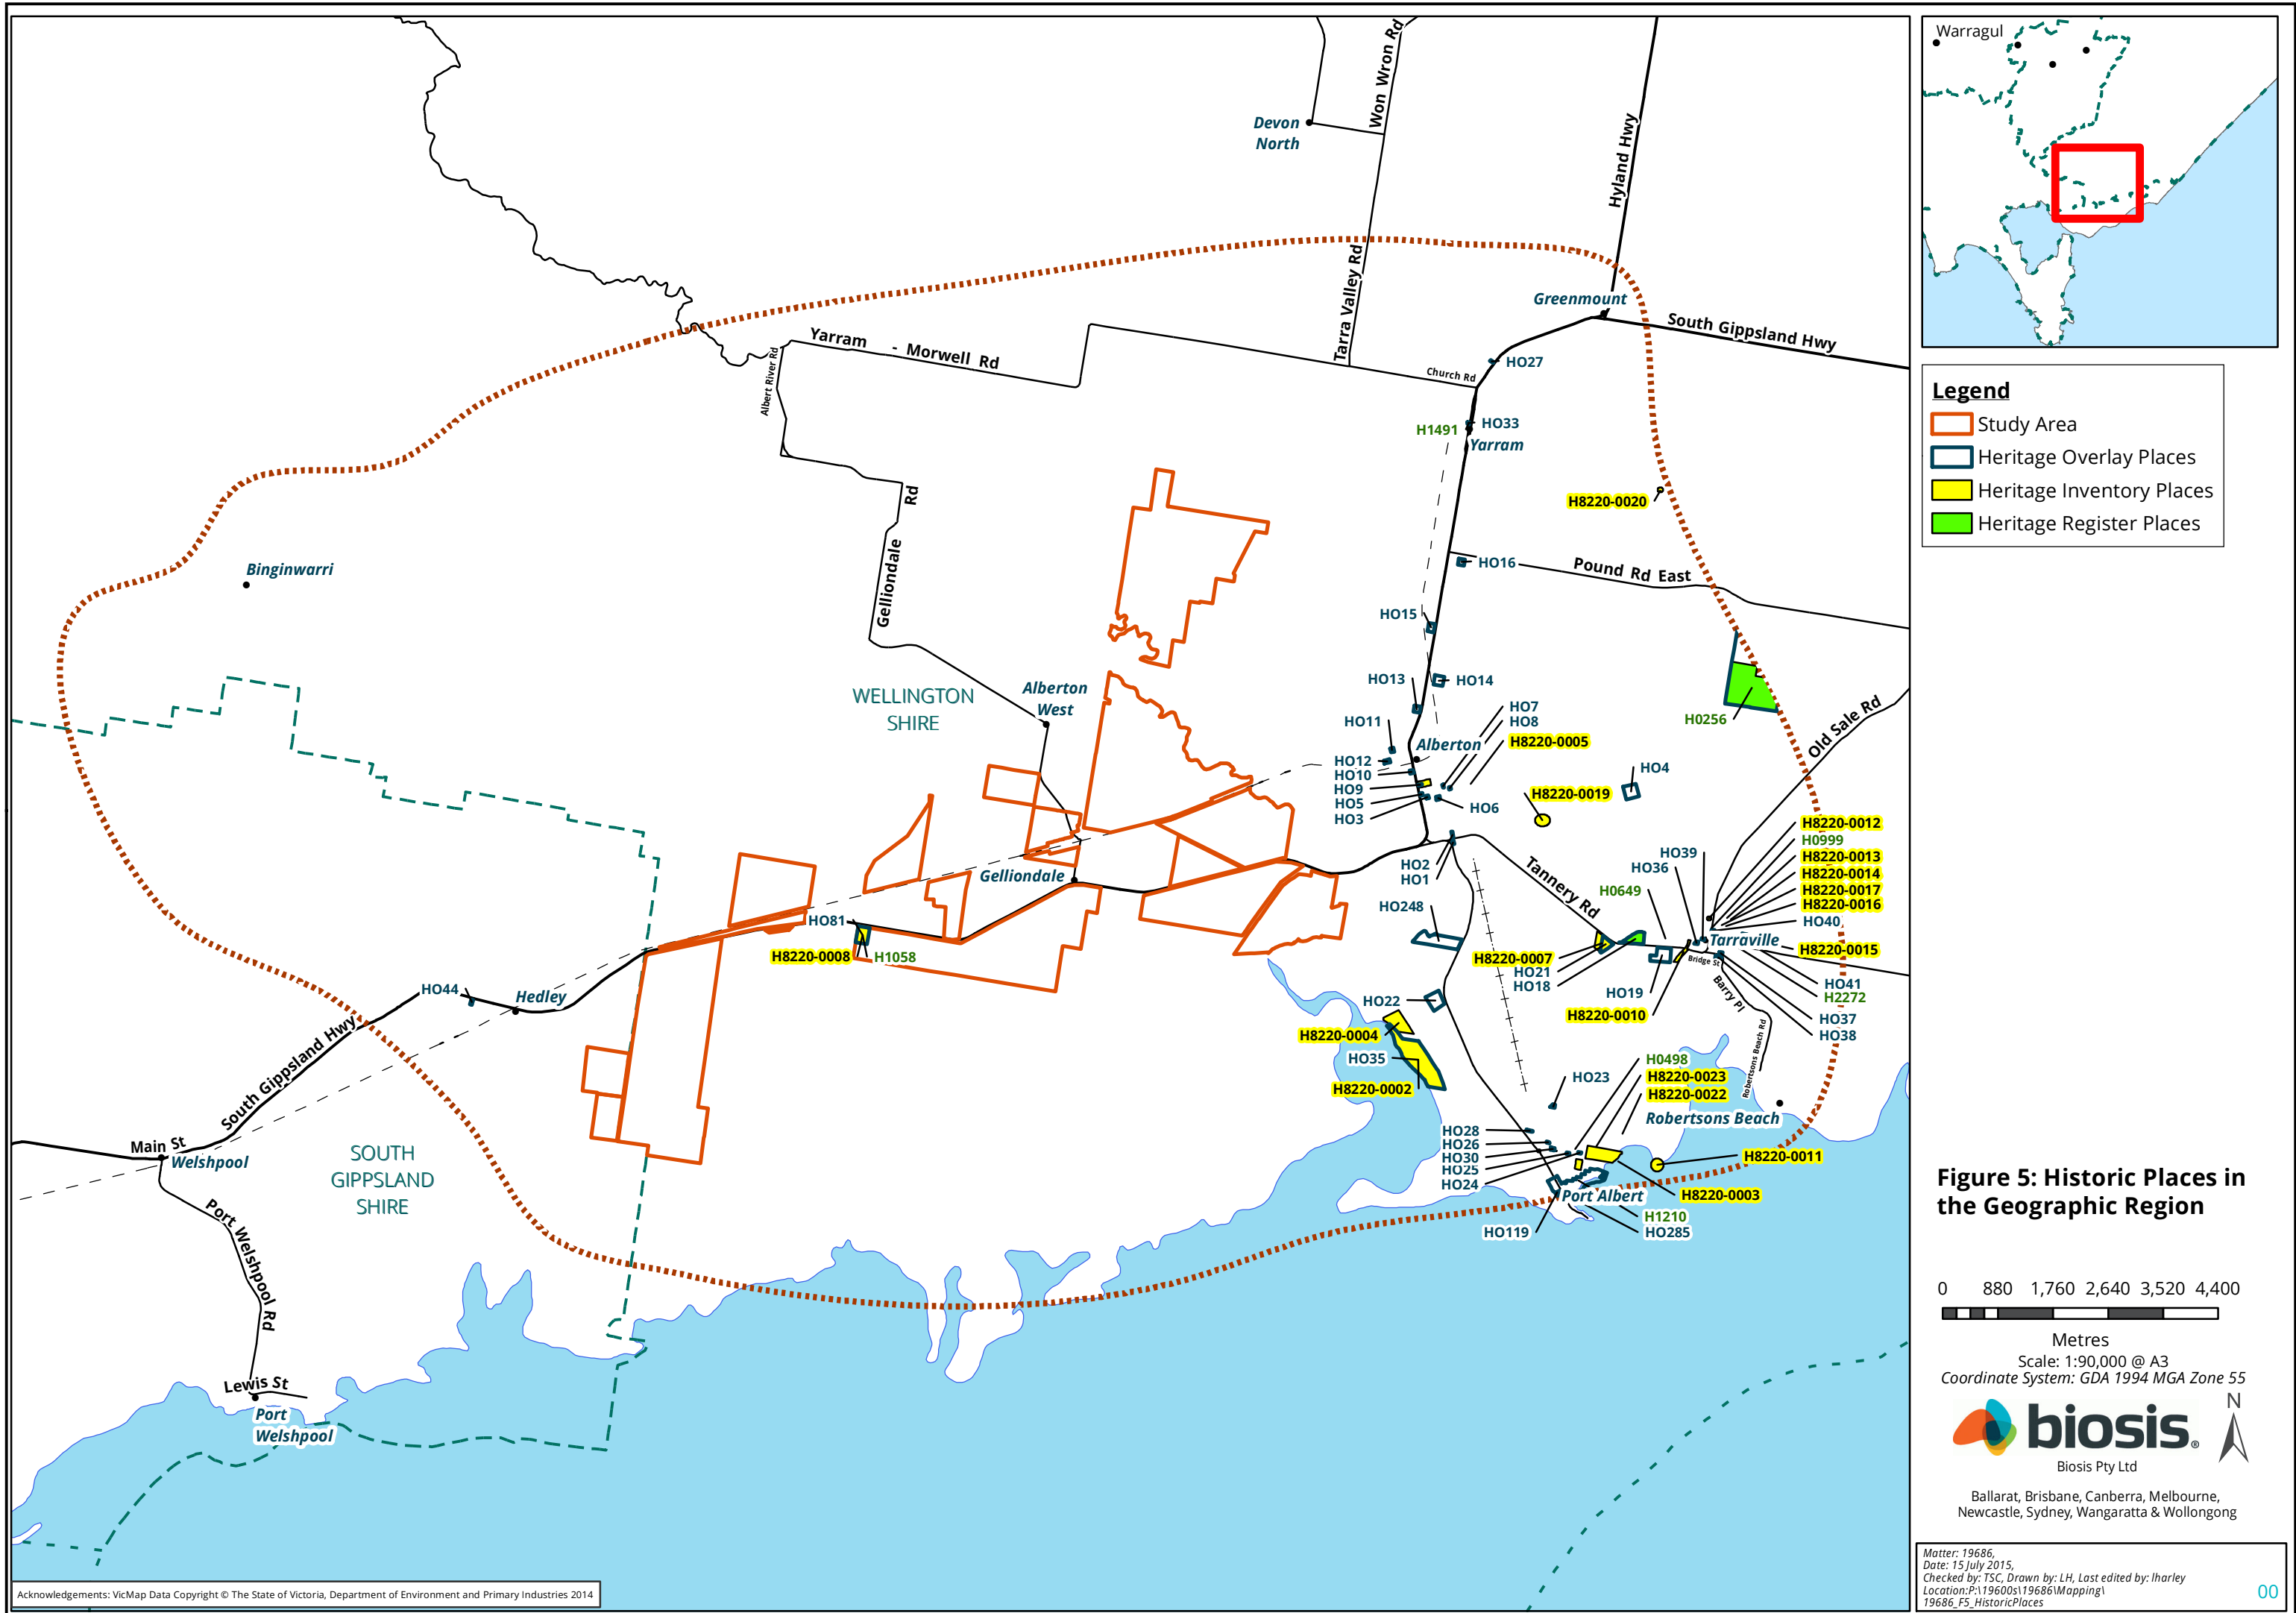 Won Wron Rd
Devon
North
Hyland Hwy
Tarra Valley Rd
Greenmount
South Gippsland Hwy
Yarram - Morwell Rd
Albert River Rd
Church Rd
HO27
HO33
H1491
Yarram
H8220-0020
Gelliondale Rd
Binginwarri
HO16
Pound Rd East
HO15
HO13
HO14
H0256
Old Sale Rd
WELLINGTON
SHIRE
Alberton
West
HO11
HO7
HO8
H8220-0005
Alberton
HO12
HO10
HO9
HO5
HO3
HO6
HO4
H8220-0019
H8220-0012
H0999
H8220-0013
H8220-0014
H8220-0017
H8220-0016
HO40
H8220-0015
HO2
HO1
Tannery Rd
HO39
HO36
H0649
Gelliondale
HO248
HO81
H8220-0008
H1058
Tarraville
Bridge St
H8220-0007
HO21
HO18
HO19
H8220-0010
Barry Pl
HO41
H2272
HO37
HO38
HO44
Hedley
HO22
H8220-0004
HO35
H8220-0002
H0498
H8220-0023
H8220-0022
HO23
Robertsons Beach Rd
Robertsons Beach
South Gippsland Hwy
Main St
Welshpool
SOUTH
GIPPSLAND
SHIRE
HO28
HO26
HO30
HO25
HO24
H8220-0011
H8220-0003
Port Albert
H1210
HO285
HO119
Port Welshpool Rd
Lewis St
Port
Welshpool
Acknowledgements: VicMap Data Copyright © The State of Victoria, Department of Environment and Primary Industries 2014
Warragul
Legend
Study Area
Heritage Overlay Places
Heritage Inventory Places
Heritage Register Places
Figure 5: Historic Places in
the Geographic Region
0 880 1,760 2,640 3,520 4,400
Metres
Scale: 1:90,000 @ A3
Coordinate System: GDA 1994 MGA Zone 55
N
biosis®
Biosis Pty Ltd
Ballarat, Brisbane, Canberra, Melbourne,
Newcastle, Sydney, Wangaratta & Wollongong
Matter: 19686,
Date: 15 July 2015,
Checked by: TSC, Drawn by: LH, Last edited by: lharley
Location:P:\19600s\19686\Mapping\
19686_F5_HistoricPlaces
00